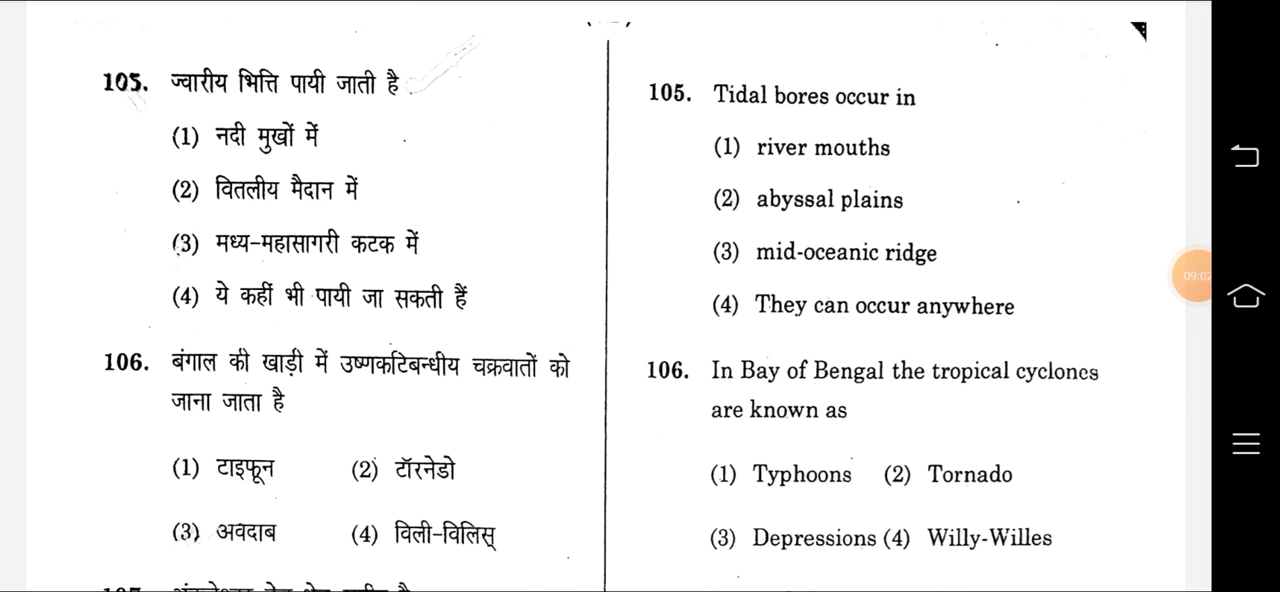 105. ज्वारीय भित्ति पायी जाती है
(1) नदी मुखों में
(2) वितलीय मैदान में
(3) मध्य-महासागरी कटक में
(4) ये कहीं भी पायी जा सकती हैं
106. बंगाल की खाड़ी में उष्णकटिबन्धीय चक्रवातों को
जाना जाता है
(1) टाइफून (2) टॉरनेडो
(3) अवदाब (4) विली-विलिस्
105. Tidal bores occur in
(1) river mouths
(2) abyssal plains
(3) mid-oceanic ridge
(4) They can occur anywhere
106. In Bay of Bengal the tropical cyclones
are known as
(1) Typhoons (2) Tornado
(3) Depressions (4) Willy-Willes